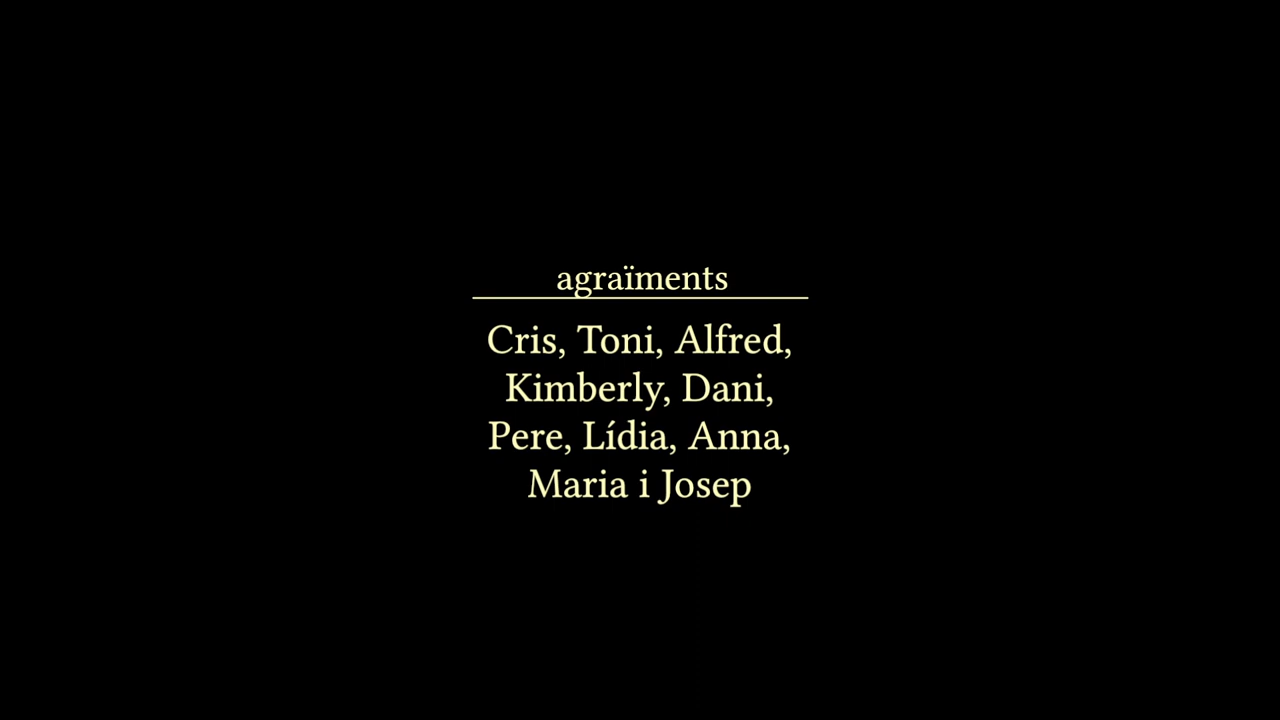 agraïments
Cris, Toni, Alfred,
Kimberly, Dani,
Pere, Lídia, Anna,
Maria i Josep